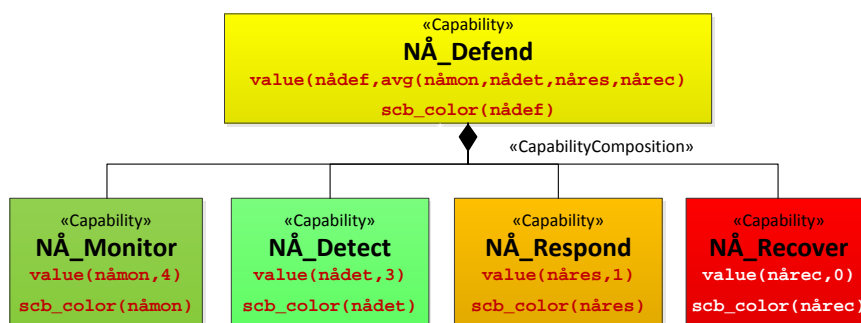 «Capability»
NÅ_Defend
value(nådef,avg(nåmon,nådet,nåres,nårec)
scb_color(nådef)
«CapabilityComposition»
«Capability»
NÅ_Monitor
value(nåmon,4)
scb_color(nåmon)
«Capability»
NÅ_Detect
value(nådet,3)
scb_color(nådet)
«Capability»
NÅ_Respond
value(nåres,1)
scb_color(nåres)
«Capability»
NÅ_Recover
value(nårec,0)
scb_color(nårec)